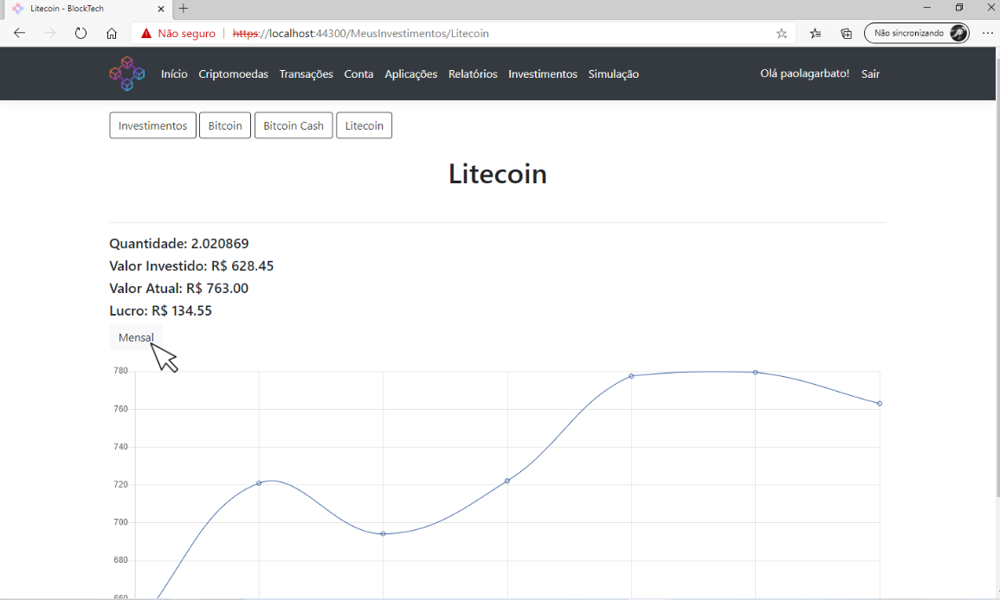 Litecoin - BlockTech
Não seguro
https://localhost:44300/MeusInvestimentos/Litecoin
Não sincronizando
Início Criptomoedas Transações Conta Aplicações Relatórios Investimentos Simulação Olá paolagarbato! Sair
Investimentos Bitcoin Bitcoin Cash Litecoin
Litecoin
Quantidade: 2.020869
Valor Investido: R$ 628.45
Valor Atual: R$ 763.00
Lucro: R$ 134.55
Mensal
780
760
740
720
700
680
660